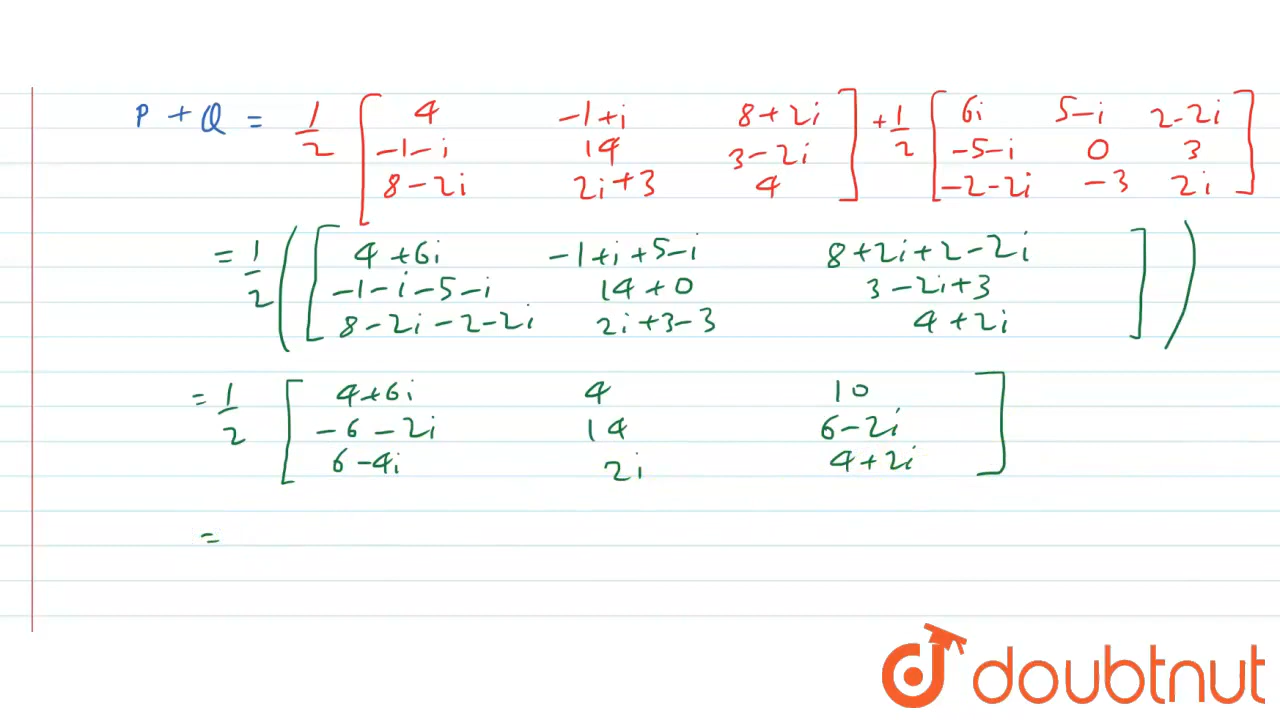 P + Q = 1/2 [ 4 -1+i 8+2i ] + 1/2 [ 6i 5-i 2-2i ]
-1-i 14 3-2i -5-i 0 3
8-2i 2i+3 4 -2-2i -3 2i
= 1/2 ( [ 4+6i -1+i+5-i 8+2i+2-2i ] )
-1-i-5-i 14+0 3-2i+3
8-2i-2-2i 2i+3-3 4+2i
= 1/2 [ 4+6i 4 10 ]
-6-2i 14 6-2i
6-4i 2i 4+2i
=
doubtnut